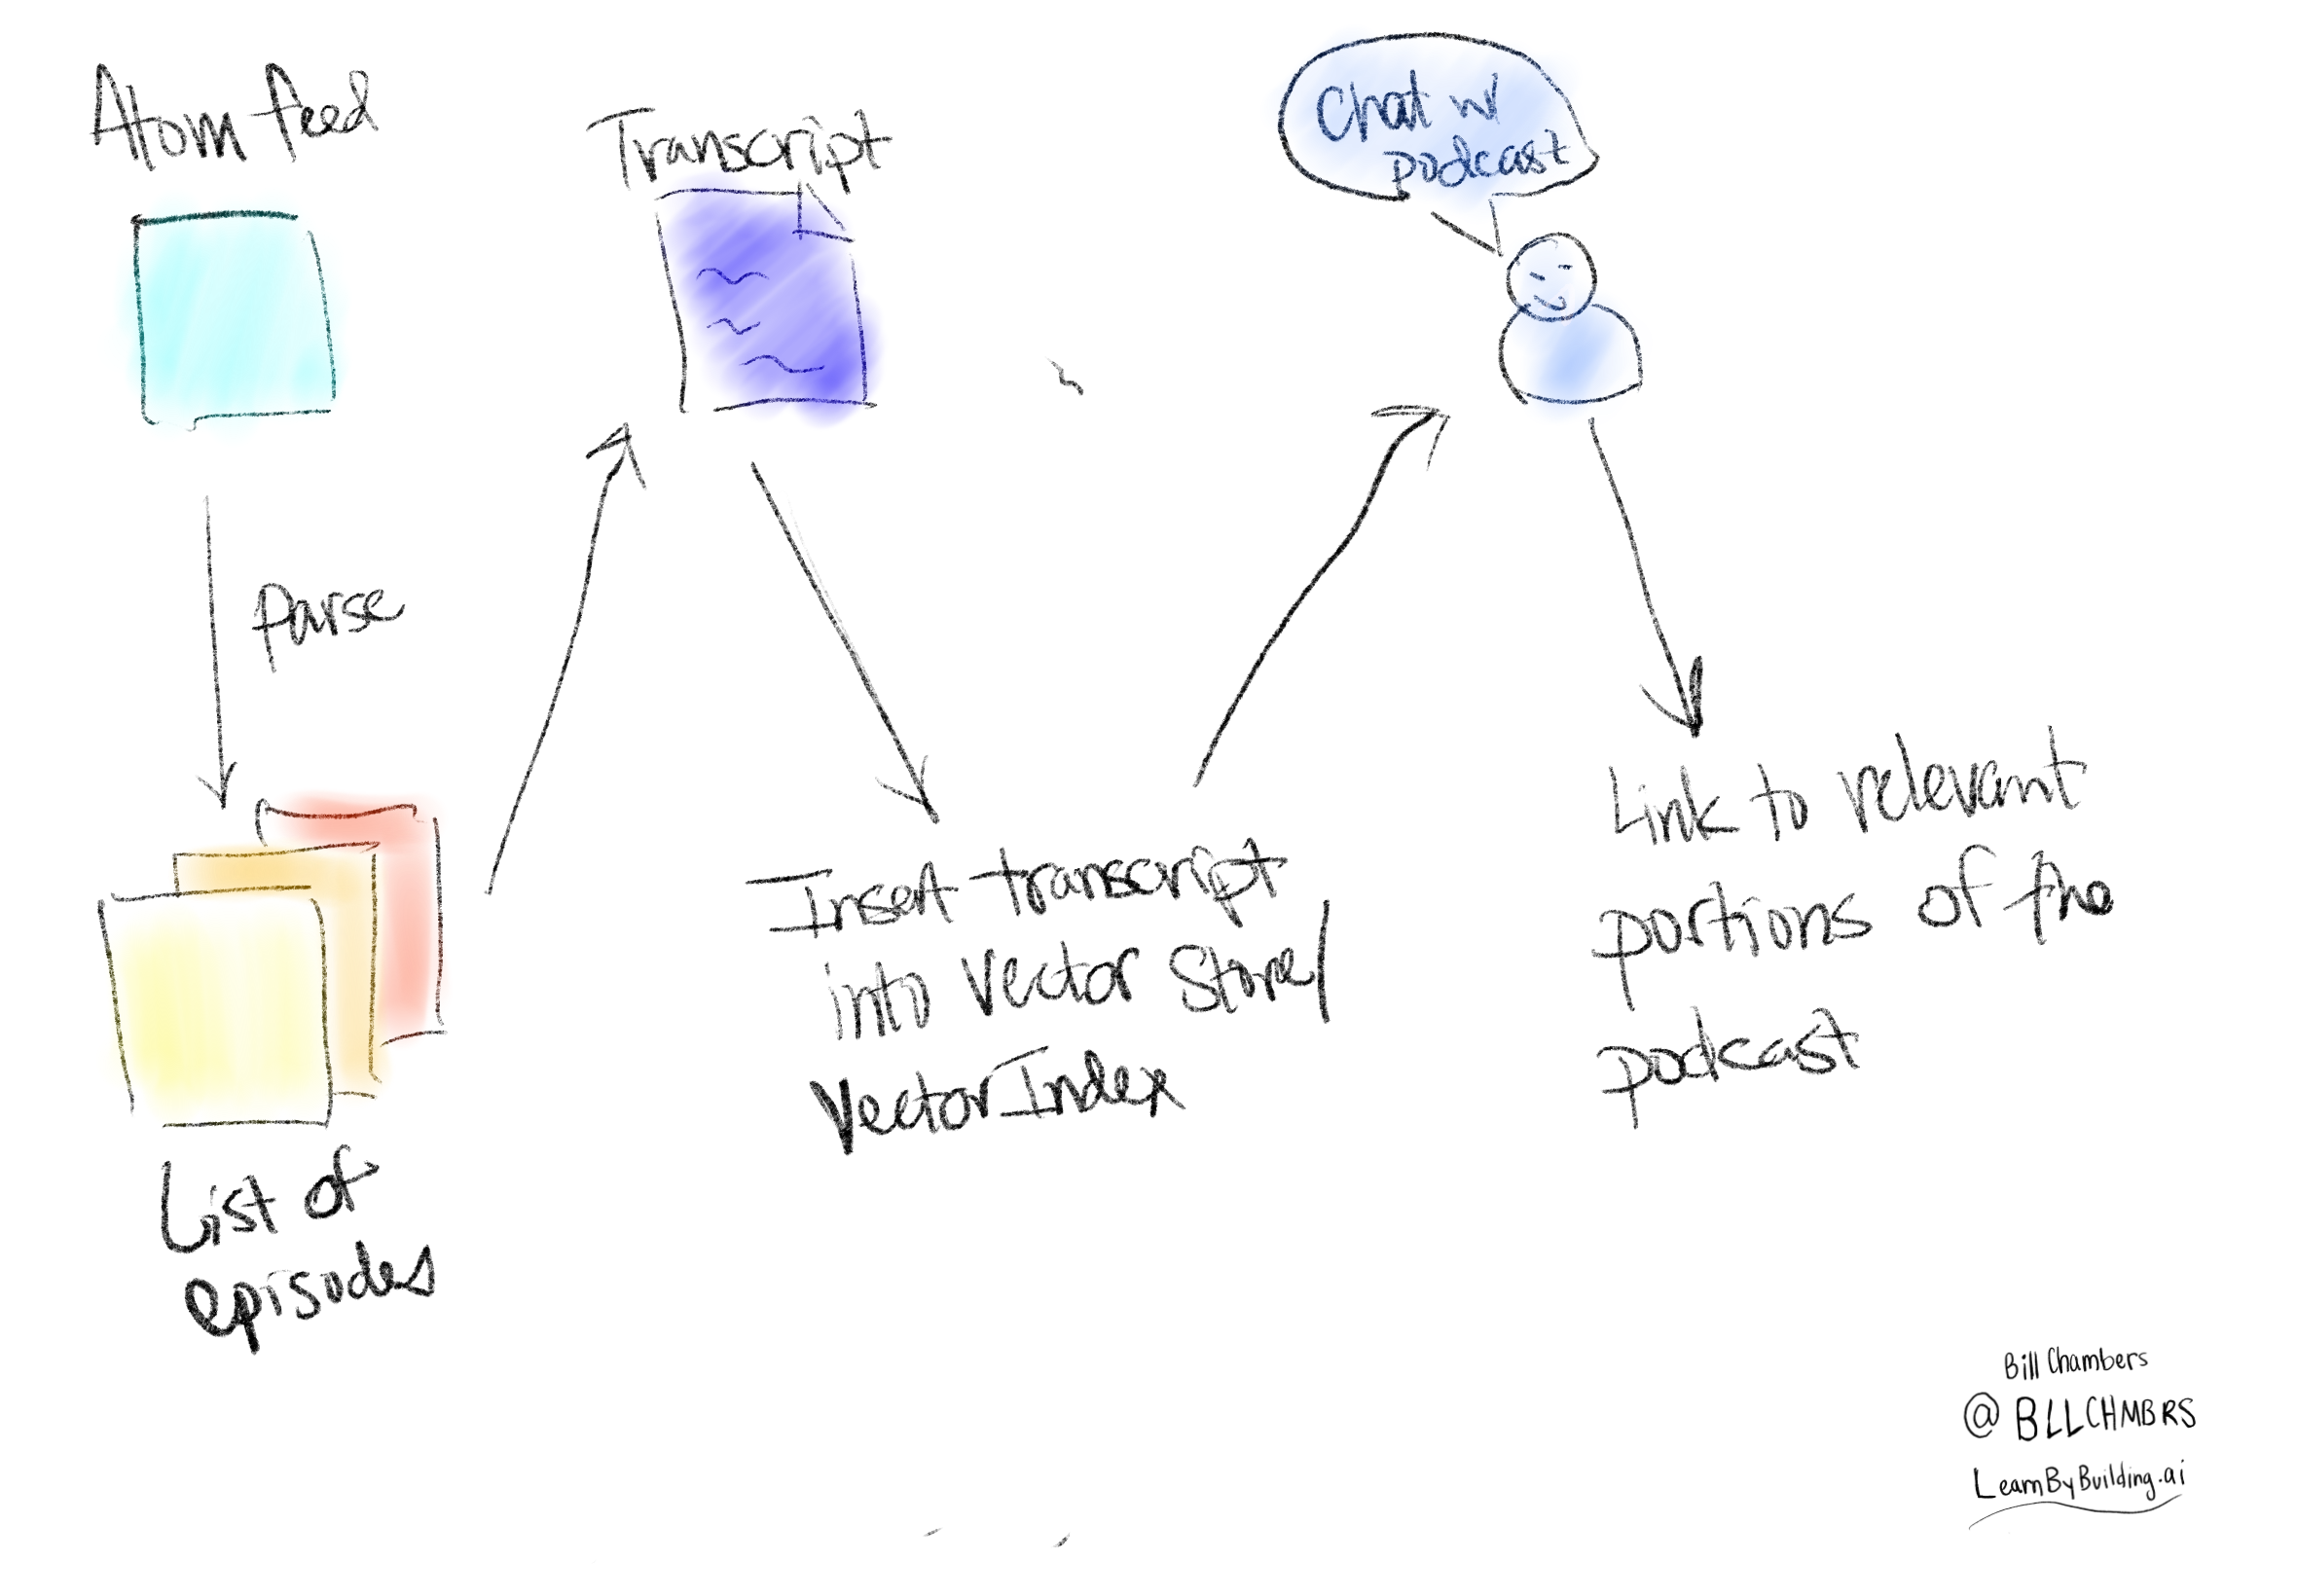 Atom feed
Parse
List of
episodes
Transcript
Insert transcript
into Vector Store/
Vector Index
Chat w/
podcast
Link to relevant
portions of the
podcast
Bill Chambers
@BLLCHMBRS
LearnByBuilding.ai